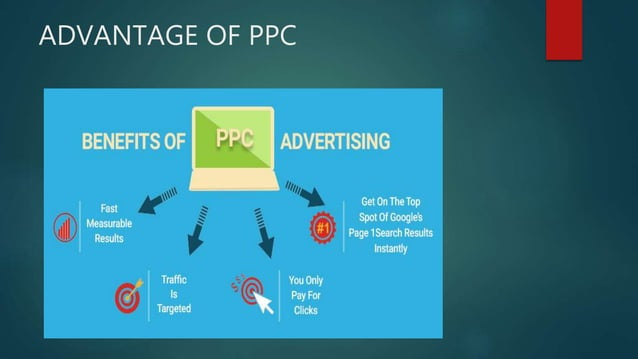 ADVANTAGE OF PPC
BENEFITS OF PPC ADVERTISING
Fast
Measurable
Results
Traffic
Is
Targeted
$$$
You Only
Pay For
Clicks
#1
Get On The Top
Spot Of Google's
Page 1Search Results
Instantly